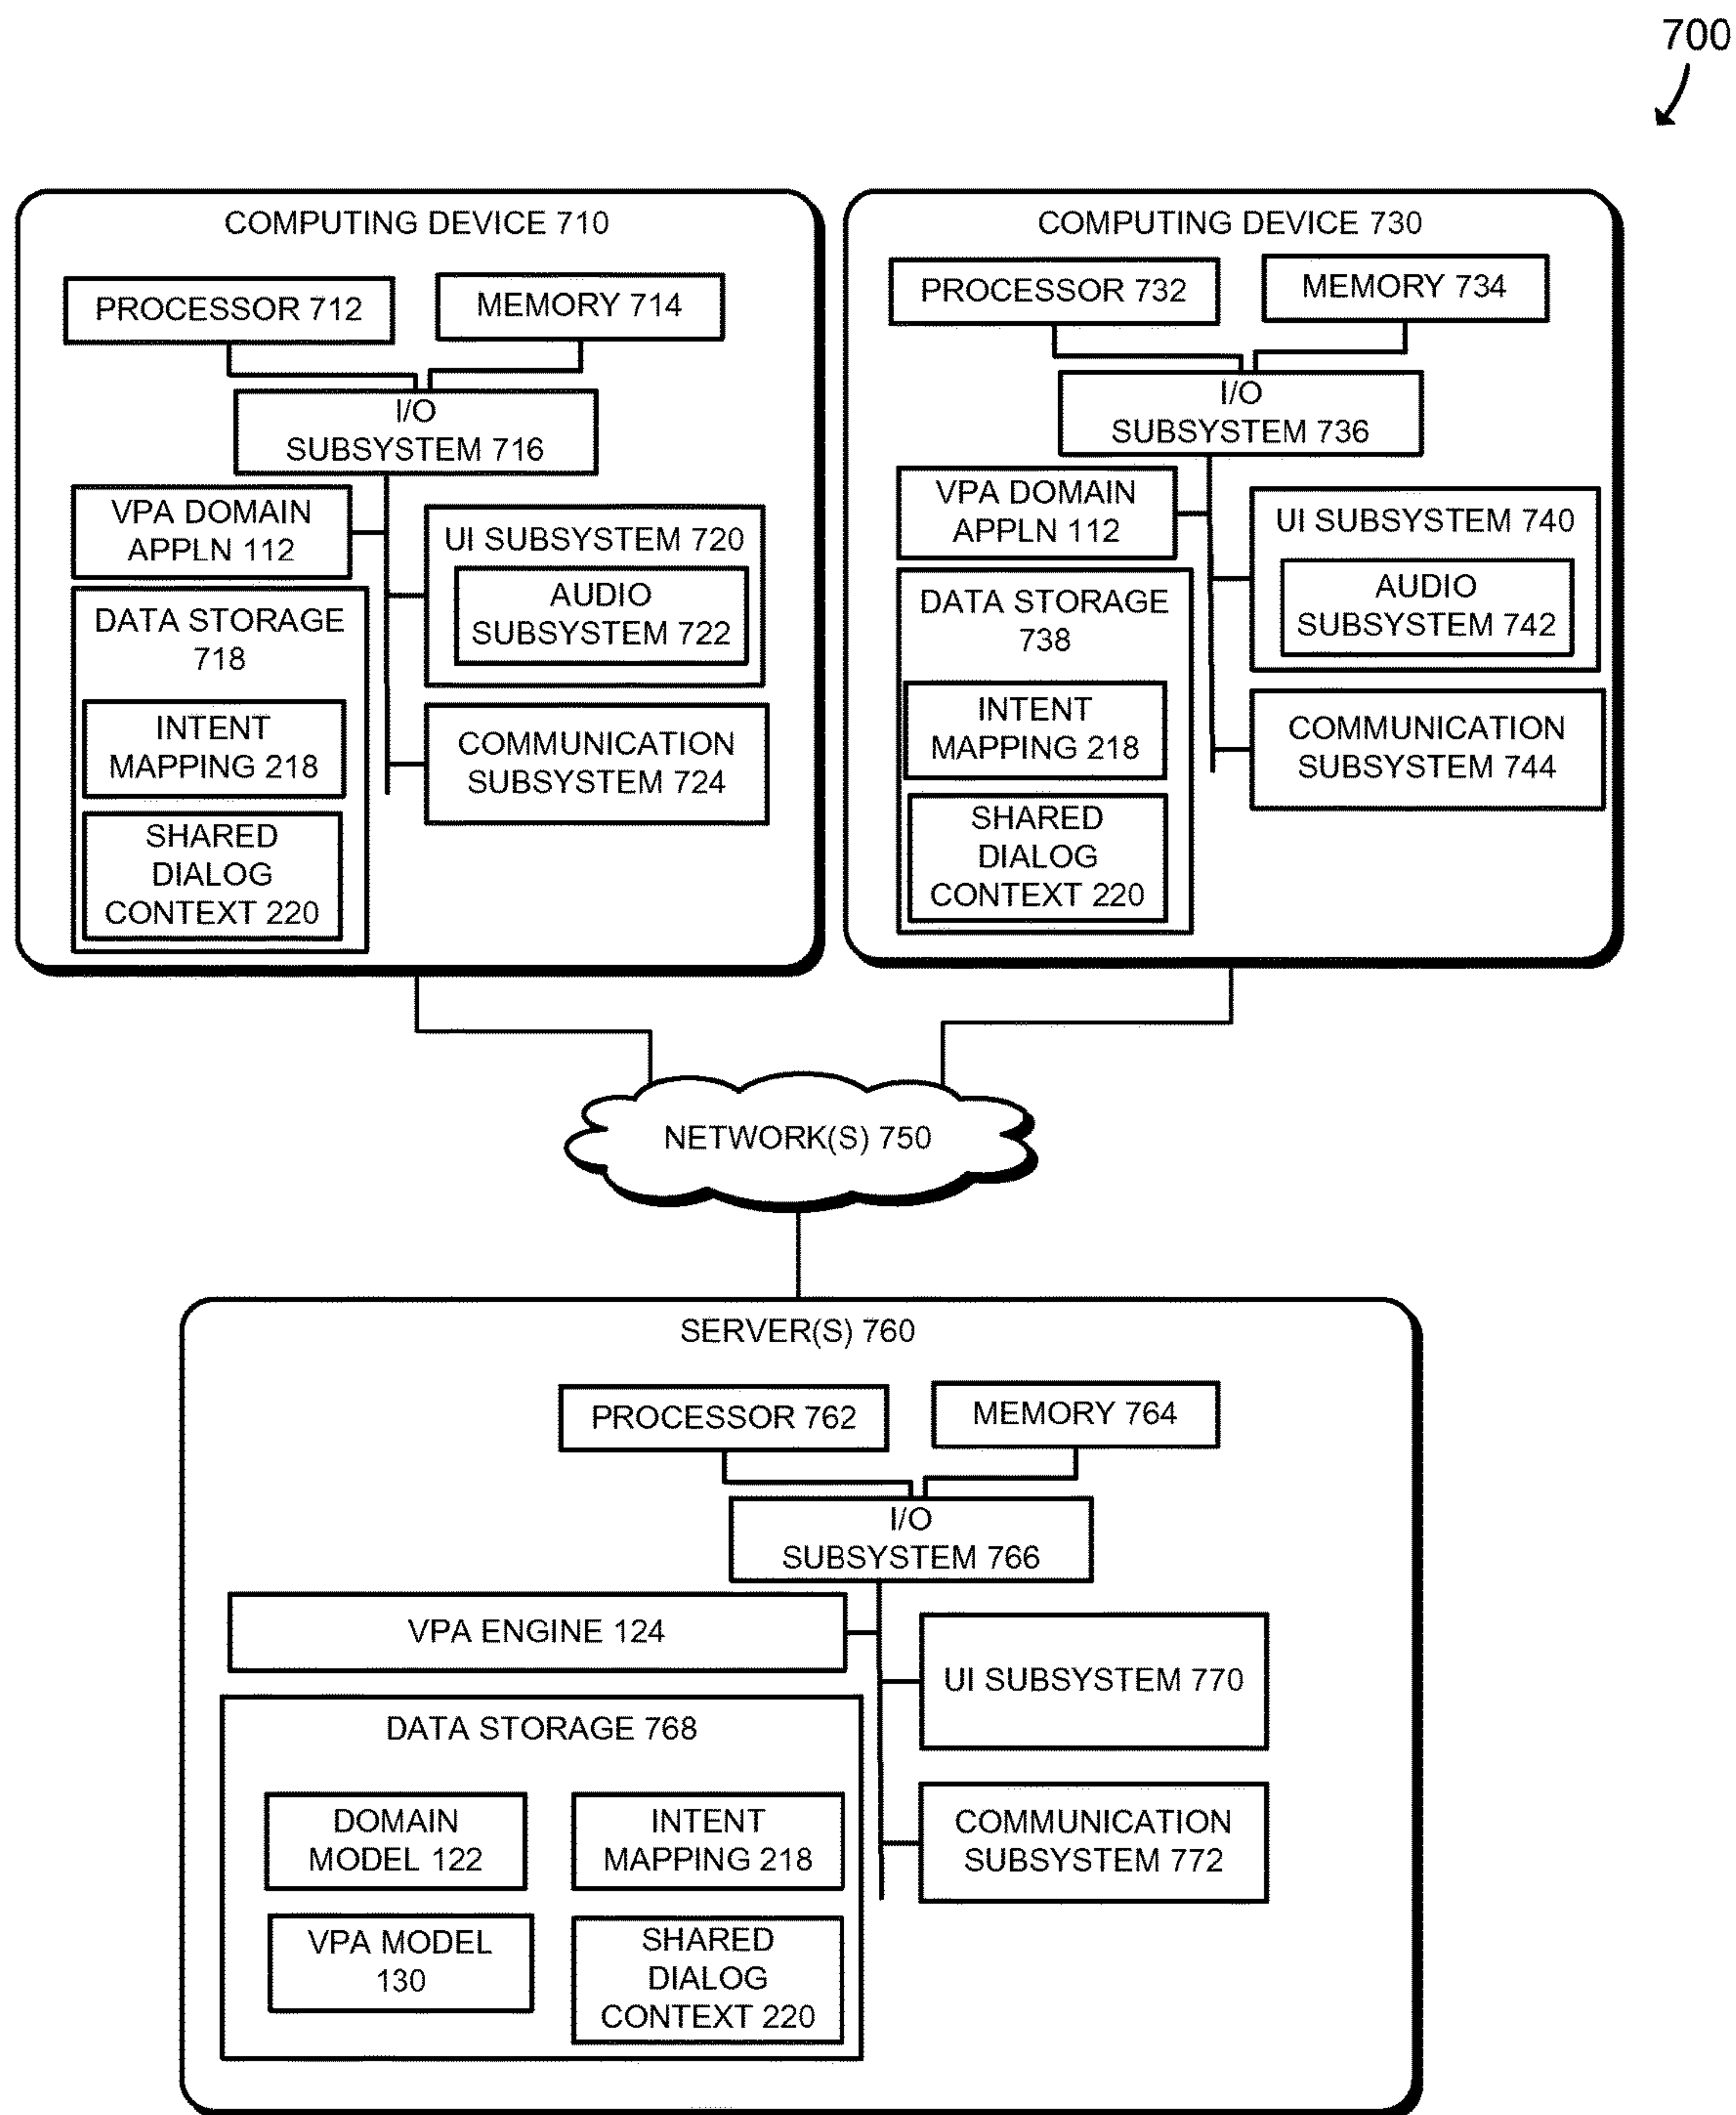 700
COMPUTING DEVICE 710
PROCESSOR 712
MEMORY 714
I/O
SUBSYSTEM 716
VPA DOMAIN
APPLN 112
UI SUBSYSTEM 720
AUDIO
SUBSYSTEM 722
DATA STORAGE
718
INTENT
MAPPING 218
COMMUNICATION
SUBSYSTEM 724
SHARED
DIALOG
CONTEXT 220
COMPUTING DEVICE 730
PROCESSOR 732
MEMORY 734
I/O
SUBSYSTEM 736
VPA DOMAIN
APPLN 112
UI SUBSYSTEM 740
AUDIO
SUBSYSTEM 742
DATA STORAGE
738
INTENT
MAPPING 218
COMMUNICATION
SUBSYSTEM 744
SHARED
DIALOG
CONTEXT 220
NETWORK(S) 750
SERVER(S) 760
PROCESSOR 762
MEMORY 764
I/O
SUBSYSTEM 766
VPA ENGINE 124
UI SUBSYSTEM 770
DATA STORAGE 768
DOMAIN
MODEL 122
INTENT
MAPPING 218
COMMUNICATION
SUBSYSTEM 772
VPA MODEL
130
SHARED
DIALOG
CONTEXT 220